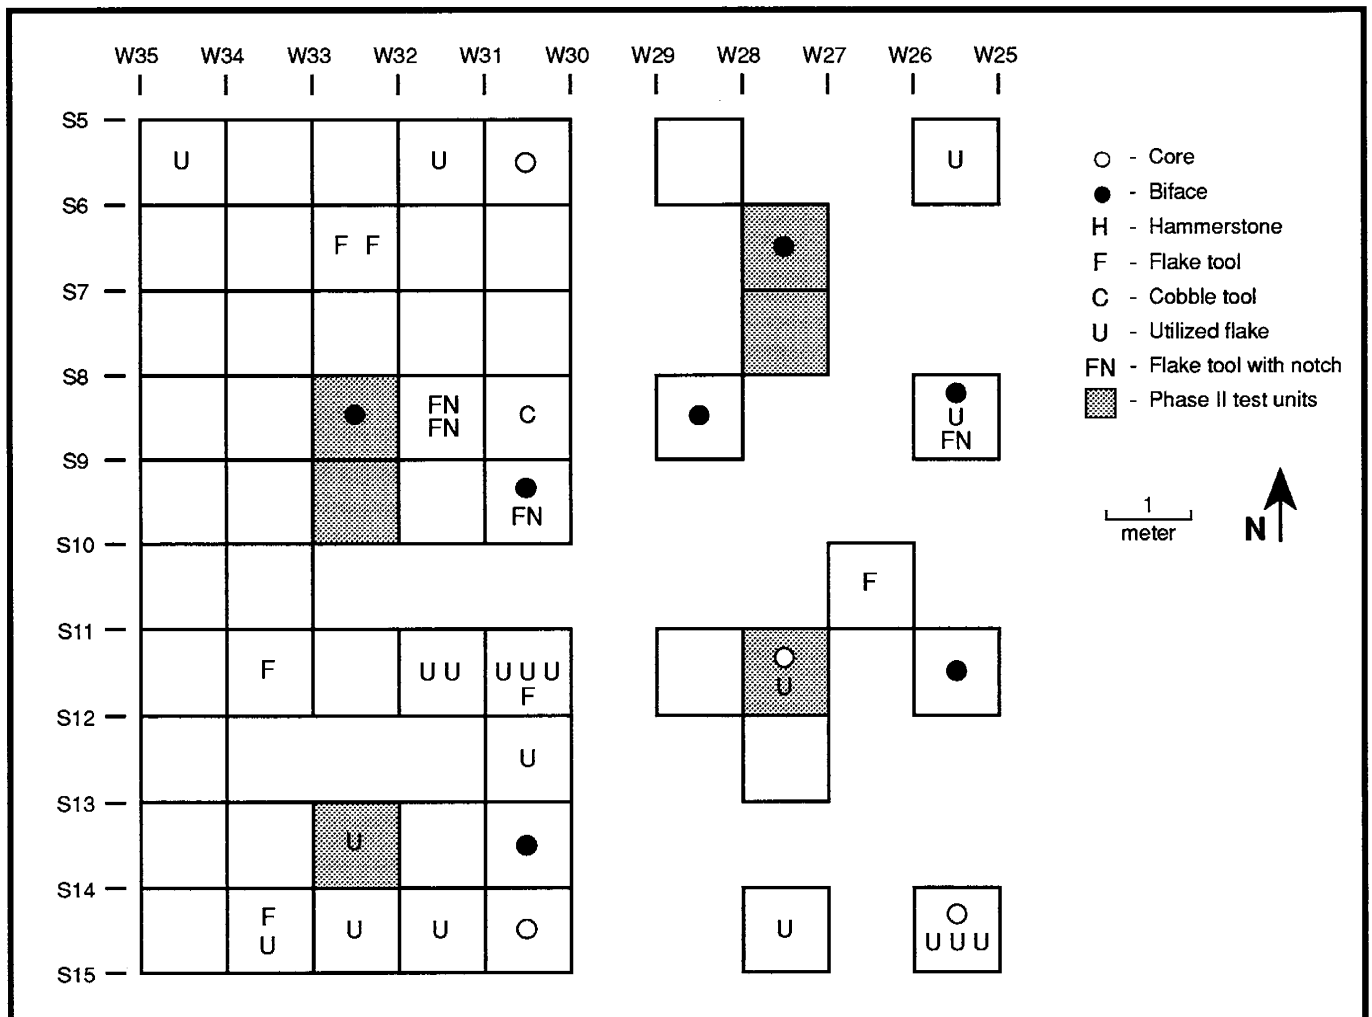 W35 W34 W33 W32 W31 W30 W29 W28 W27 W26 W25
S5
U U U
○ - Core
● - Biface
S6
H - Hammerstone
F F
F - Flake tool
S7
C - Cobble tool
U - Utilized flake
FN - Flake tool with notch
S8
- Phase II test units
FN C U
FN FN
S9
FN
1
meter
N
S10
F
S11
F U U U U U U
F
S12
U
S13
U
S14
F
U U U U U U U
S15